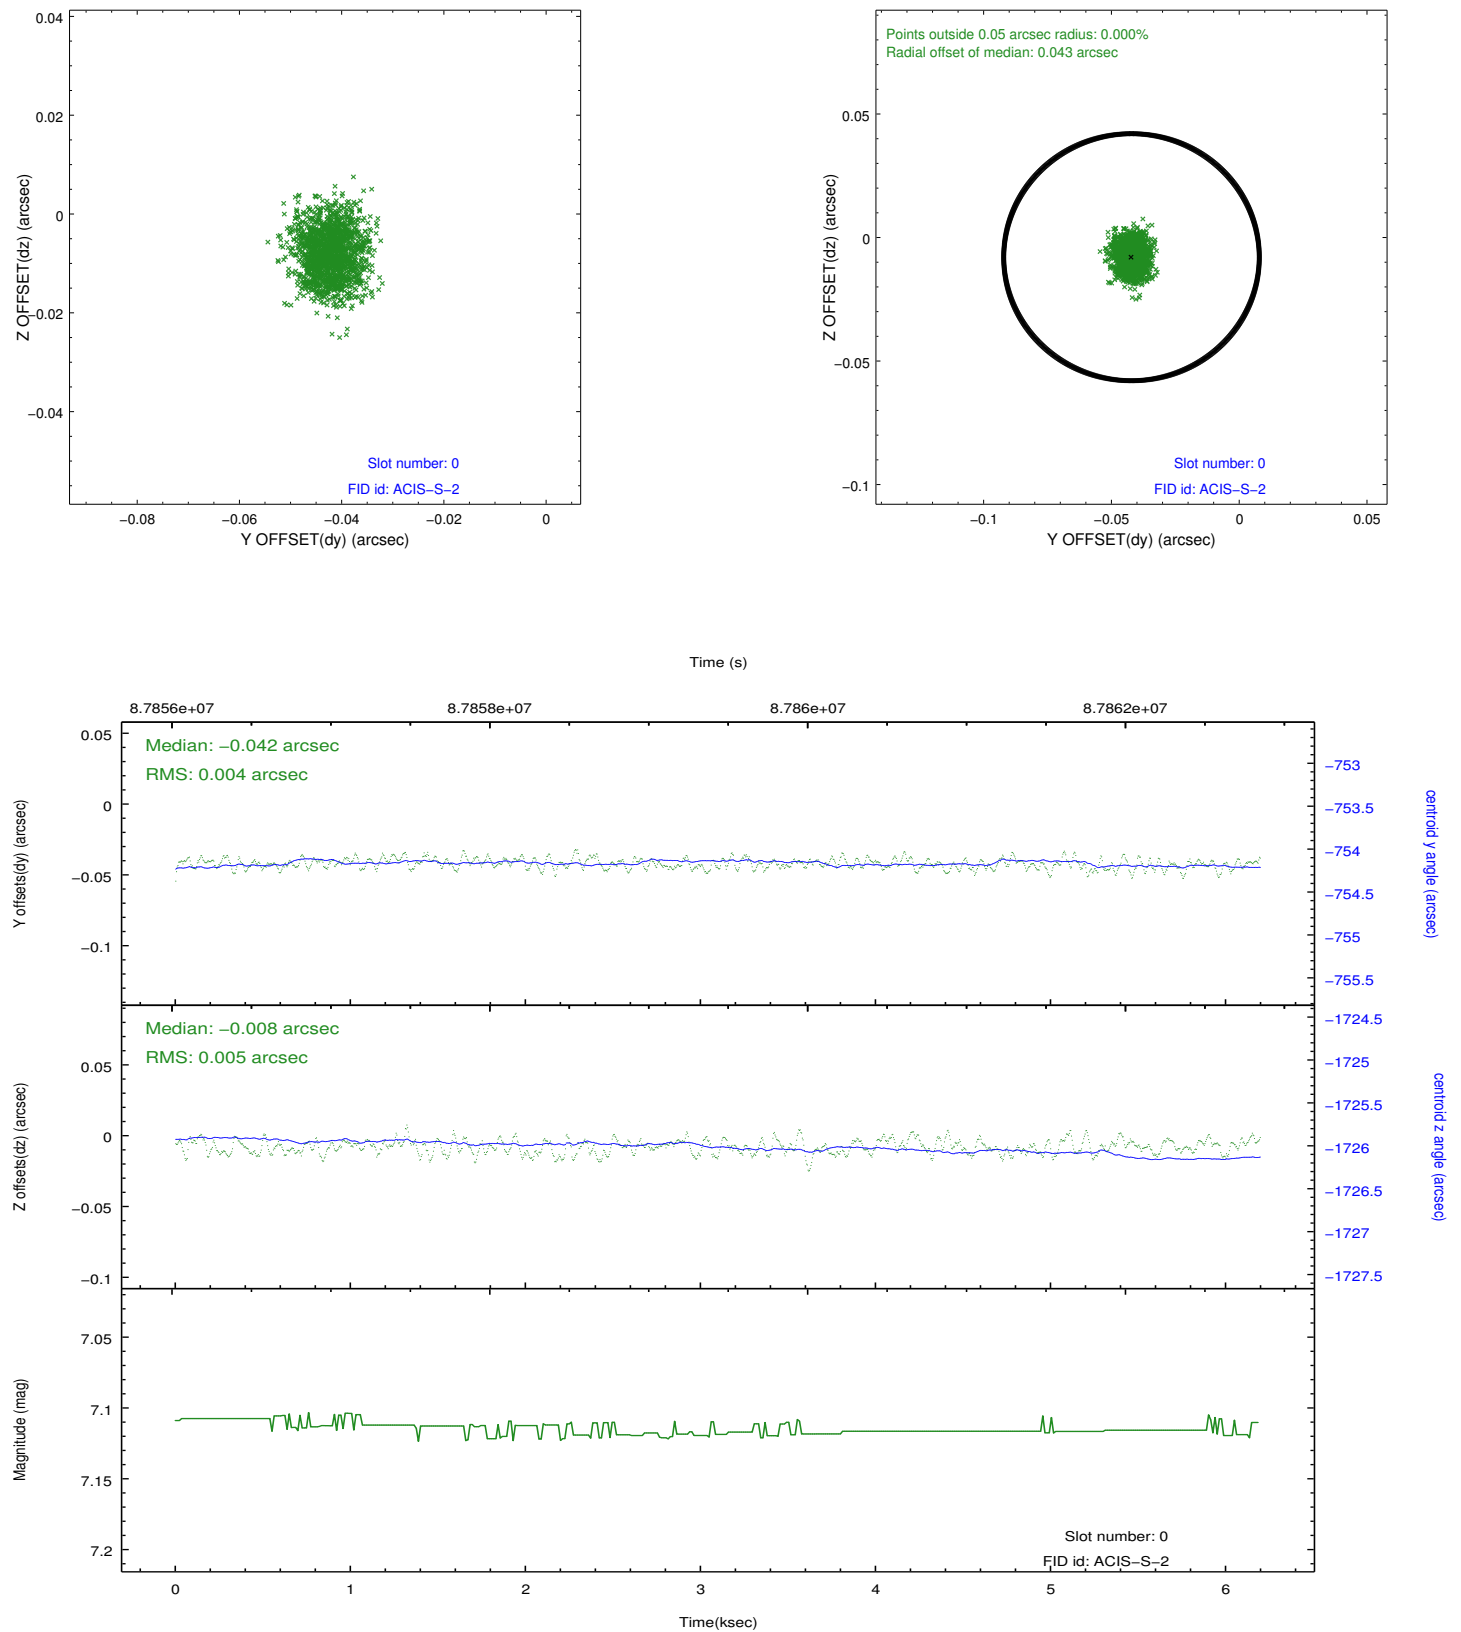 0.04
0.02
0
−0.02
−0.04
Z OFFSET(dz) (arcsec)
Slot number: 0
FID id: ACIS−S−2
−0.08
−0.06
−0.04
−0.02
0
Y OFFSET(dy) (arcsec)
Points outside 0.05 arcsec radius: 0.000%
Radial offset of median: 0.043 arcsec
0.05
0
−0.05
−0.1
Z OFFSET(dz) (arcsec)
Slot number: 0
FID id: ACIS−S−2
−0.1
−0.05
0
0.05
Y OFFSET(dy) (arcsec)
Time (s)
8.7856e+07
8.7858e+07
8.786e+07
8.7862e+07
Median: −0.042 arcsec
RMS: 0.004 arcsec
0.05
0
−0.05
−0.1
Y offsets(dy) (arcsec)
−753
−753.5
−754
−754.5
−755
−755.5
centroid y angle (arcsec)
Median: −0.008 arcsec
RMS: 0.005 arcsec
0.05
0
−0.05
−0.1
Z offsets(dz) (arcsec)
−1724.5
−1725
−1725.5
−1726
−1726.5
−1727
−1727.5
centroid z angle (arcsec)
7.05
7.1
7.15
7.2
Magnitude (mag)
Slot number: 0
FID id: ACIS−S−2
0
1
2
3
4
5
6
Time(ksec)